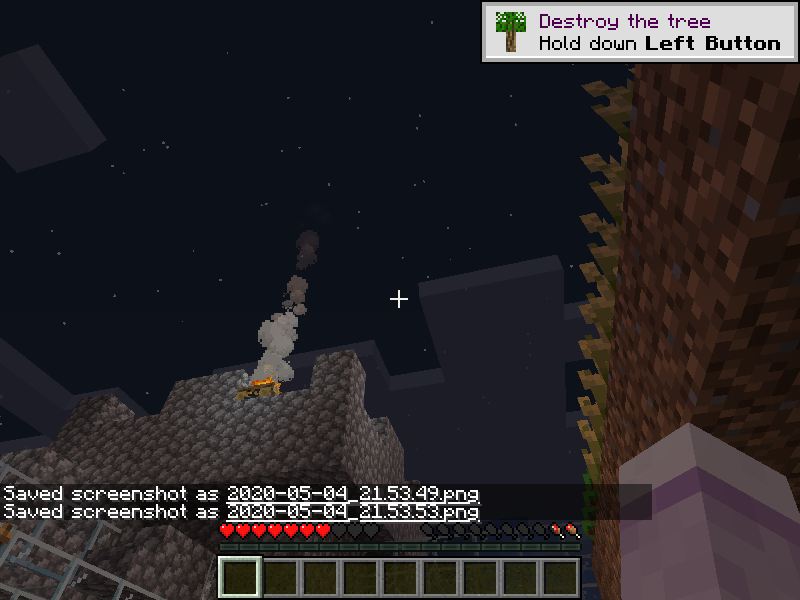 Destroy the tree
Hold down Left Button
Saved screenshot as 2020-05-04_21.53.49.png
Saved screenshot as 2020-05-04_21.53.53.png